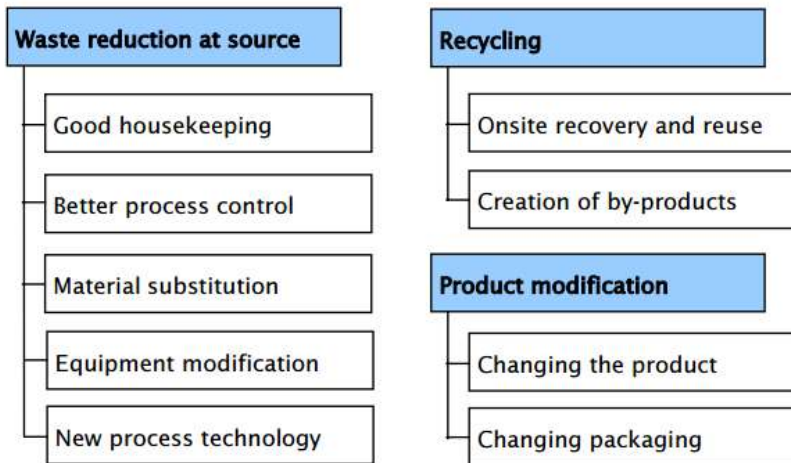 Waste reduction at source
Good housekeeping
Better process control
Material substitution
Equipment modification
New process technology
Recycling
Onsite recovery and reuse
Creation of by-products
Product modification
Changing the product
Changing packaging